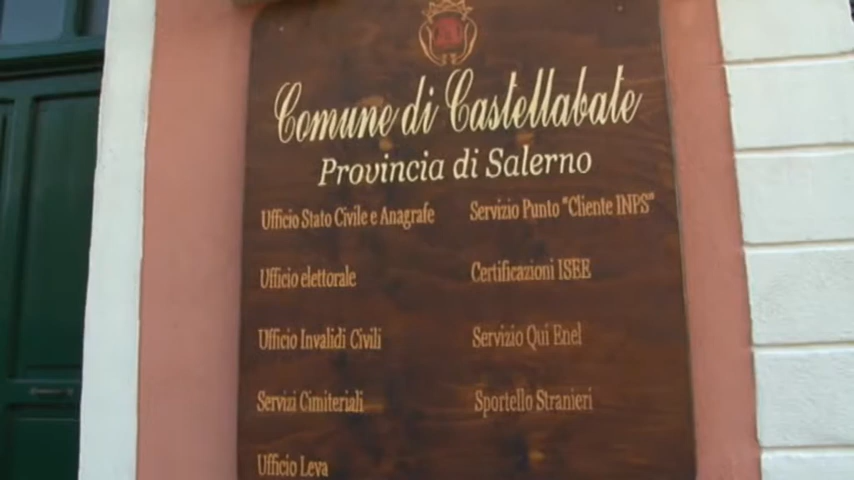 Comune di Castellabate
Provincia di Salerno
Ufficio Stato Civile e Anagrafe
Servizio Punto "Cliente INPS"
Ufficio elettorale
Certificazioni ISEE
Ufficio Invalidi Civili
Servizio Qui Enel
Servizi Cimiteriali
Sportello Stranieri
Ufficio Leva